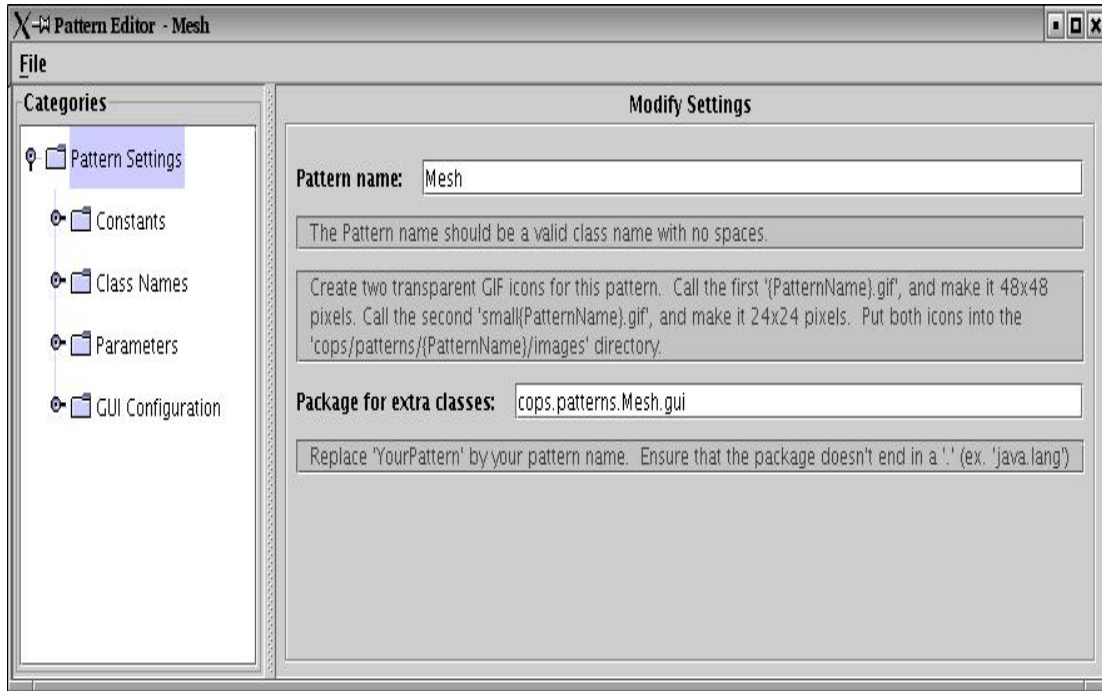 Pattern Editor - Mesh
File
Categories
Pattern Settings
Constants
Class Names
Parameters
GUI Configuration
Modify Settings
Pattern name: Mesh
The Pattern name should be a valid class name with no spaces.
Create two transparent GIF icons for this pattern. Call the first '{PatternName}.gif', and make it 48x48
pixels. Call the second 'small{PatternName}.gif', and make it 24x24 pixels. Put both icons into the
'cops/patterns/{PatternName}/images' directory.
Package for extra classes: cops.patterns.Mesh.gui
Replace 'YourPattern' by your pattern name. Ensure that the package doesn't end in a '.' (ex. 'java.lang')